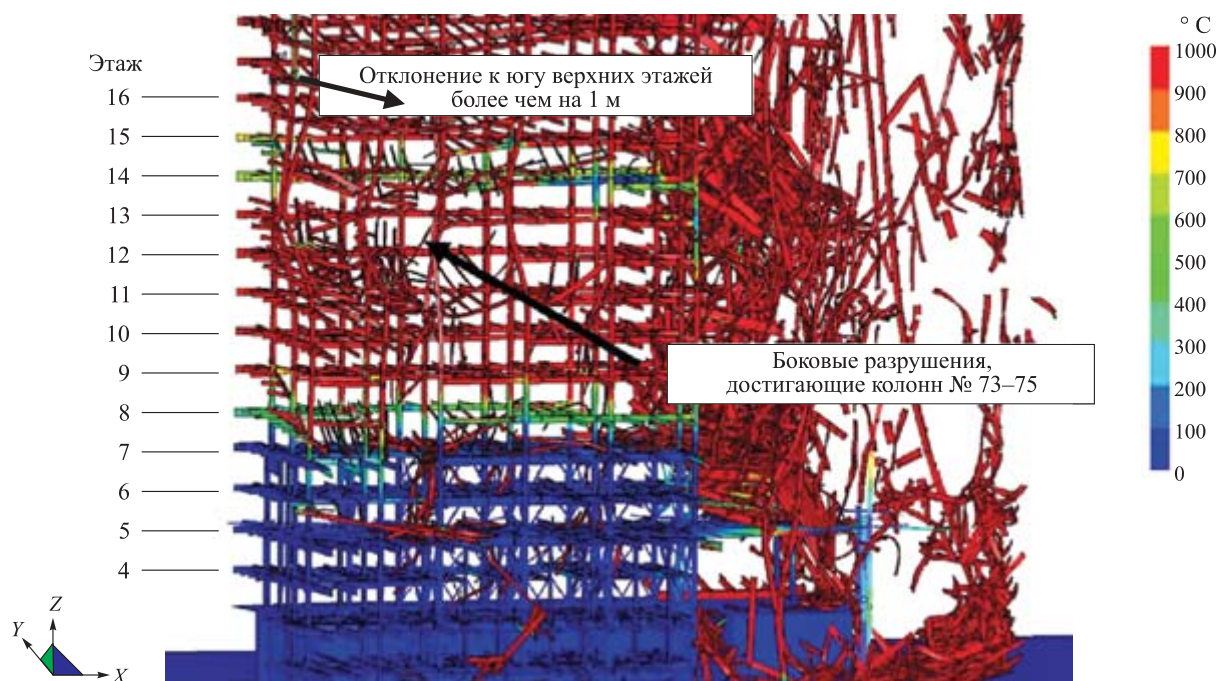 ° C
Этаж
Отклонение к югу верхних этажей
более чем на 1 м
16
15
14
13
12
11
10
9
8
7
6
5
4
Боковые разрушения,
достигающие колонн № 73–75
1000
900
800
700
600
500
400
300
200
100
0
Z
Y
X